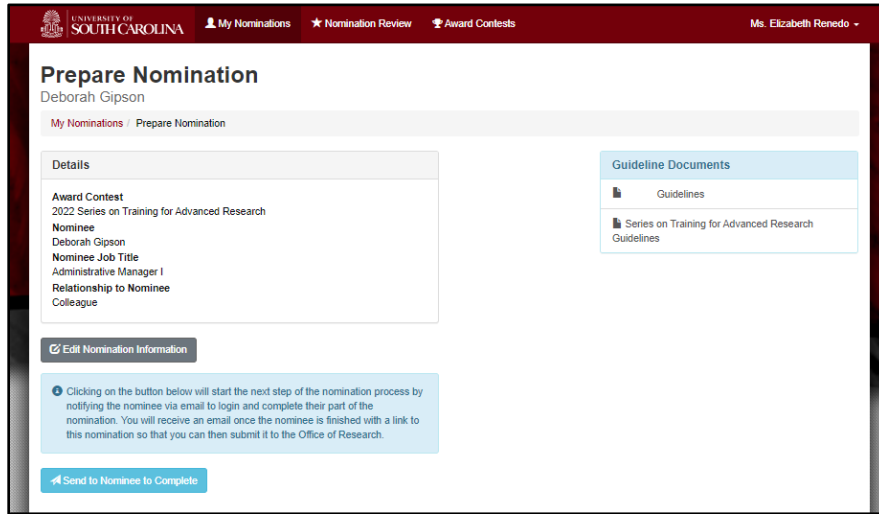 UNIVERSITY OF
SOUTH CAROLINA
My Nominations
Nomination Review
Award Contests
Ms. Elizabeth Renedo
Prepare Nomination
Deborah Gipson
My Nominations / Prepare Nomination
Details
Award Contest
2022 Series on Training for Advanced Research
Nominee
Deborah Gipson
Nominee Job Title
Administrative Manager I
Relationship to Nominee
Colleague
Edit Nomination Information
Clicking on the button below will start the next step of the nomination process by
notifying the nominee via email to login and complete their part of the
nomination. You will receive an email once the nominee is finished with a link to
this nomination so that you can then submit it to the Office of Research.
Send to Nominee to Complete
Guideline Documents
Guidelines
Series on Training for Advanced Research
Guidelines